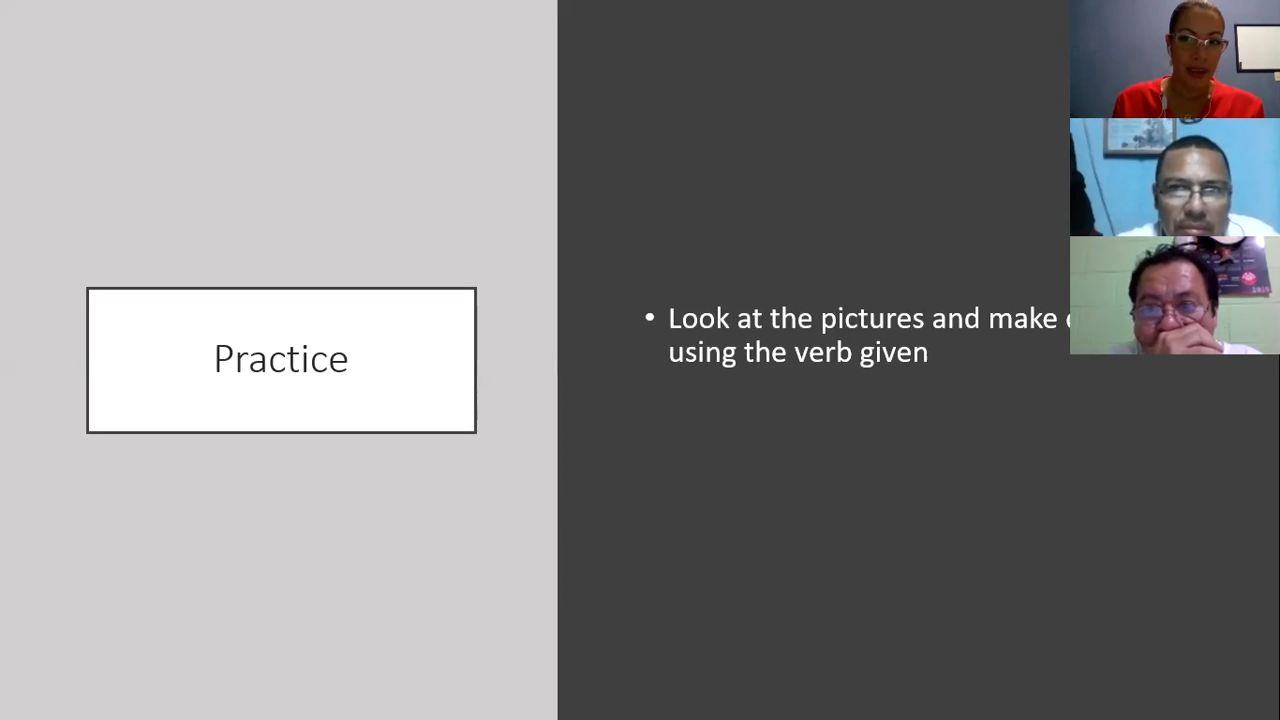 Practice
• Look at the pictures and make
using the verb given